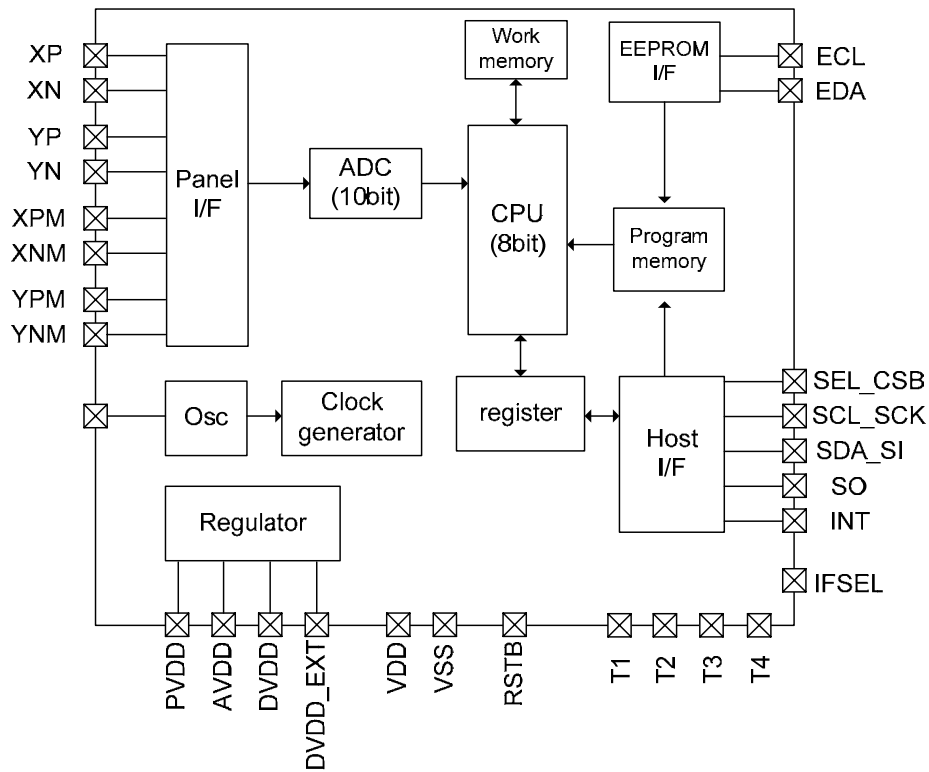 XP
XN
YP
YN
XPM
XNM
YPM
YNM
Panel
I/F
ADC
(10bit)
Work
memory
CPU
(8bit)
EEPROM
I/F
ECL
EDA
Program
memory
Osc
Clock
generator
register
Host
I/F
SEL_CSB
SCL_SCK
SDA_SI
SO
INT
IFSEL
Regulator
PVDD
AVDD
DVDD
DVDD_EXT
VDD
VSS
RSTB
T1
T2
T3
T4